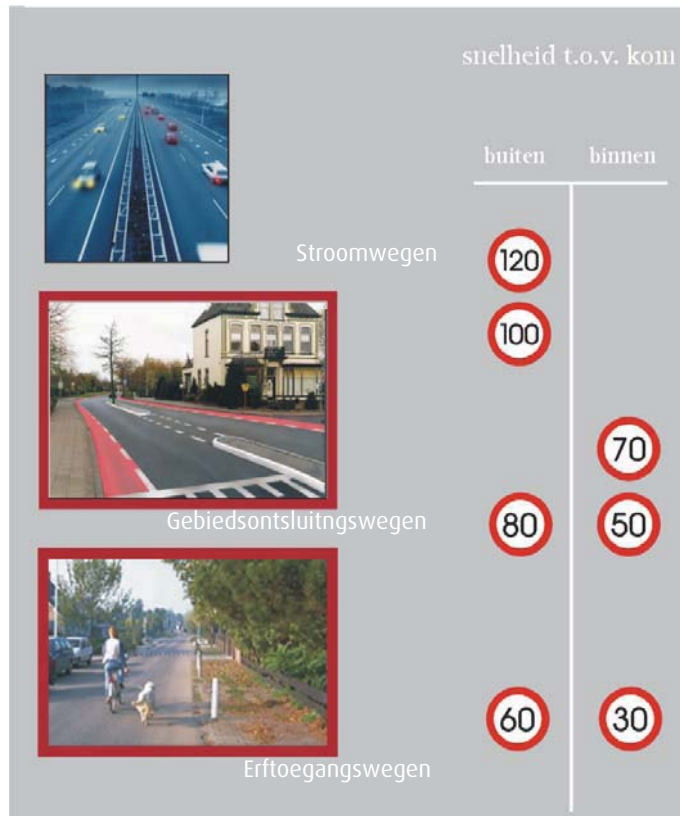 snelheid t.o.v. kom
buiten binnen
Stroomwegen
120
100
70
Gebiedsontsluitngswegen
80 50
60 30
Erftoegangswegen